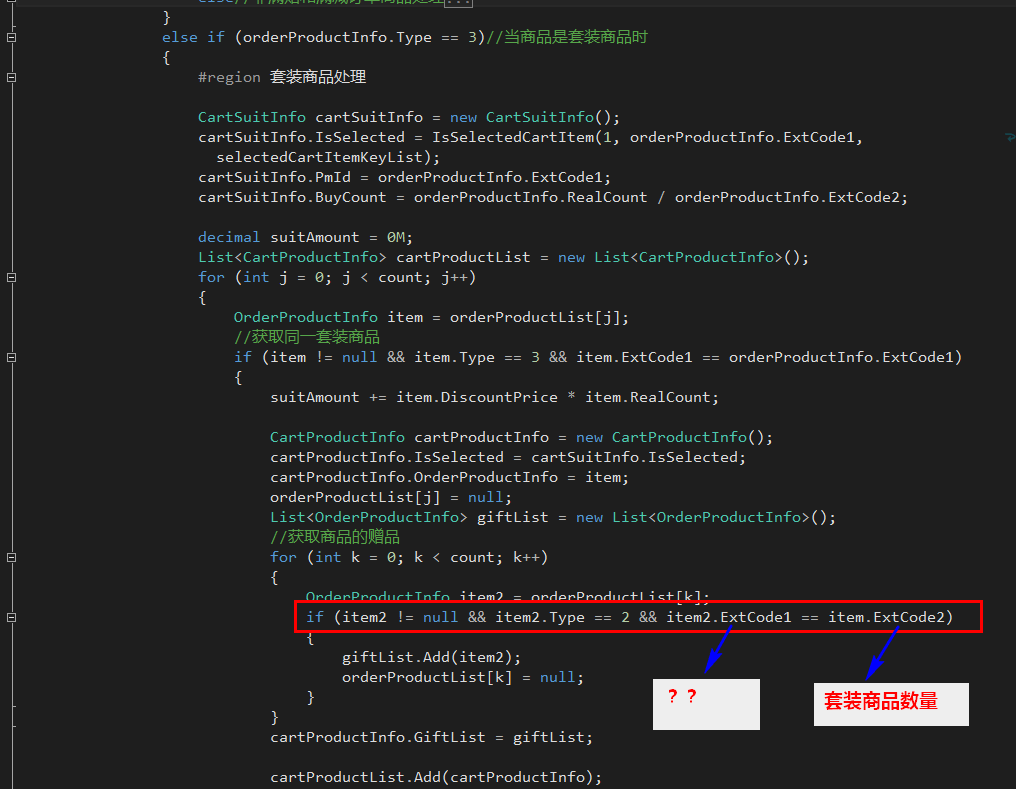 }
else if (orderProductInfo.Type == 3)//当商品是套装商品时
{
#region 套装商品处理
CartSuitInfo cartSuitInfo = new CartSuitInfo();
cartSuitInfo.IsSelected = IsSelectedCartItem(1, orderProductInfo.ExtCode1,
selectedCartItemKeyList);
cartSuitInfo.PmId = orderProductInfo.ExtCode1;
cartSuitInfo.BuyCount = orderProductInfo.RealCount / orderProductInfo.ExtCode2;
decimal suitAmount = 0M;
List<CartProductInfo> cartProductList = new List<CartProductInfo>();
for (int j = 0; j < count; j++)
{
OrderProductInfo item = orderProductList[j];
//获取同一套装商品
if (item != null && item.Type == 3 && item.ExtCode1 == orderProductInfo.ExtCode1)
{
suitAmount += item.DiscountPrice * item.RealCount;
CartProductInfo cartProductInfo = new CartProductInfo();
cartProductInfo.IsSelected = cartSuitInfo.IsSelected;
cartProductInfo.OrderProductInfo = item;
orderProductList[j] = null;
List<OrderProductInfo> giftList = new List<OrderProductInfo>();
//获取商品的赠品
for (int k = 0; k < count; k++)
{
OrderProductInfo item2 = orderProductList[k];
if (item2 != null && item2.Type == 2 && item2.ExtCode1 == item.ExtCode2)
{
giftList.Add(item2);
orderProductList[k] = null;
}
}
？？
套装商品数量
cartProductInfo.GiftList = giftList;
cartProductList.Add(cartProductInfo);